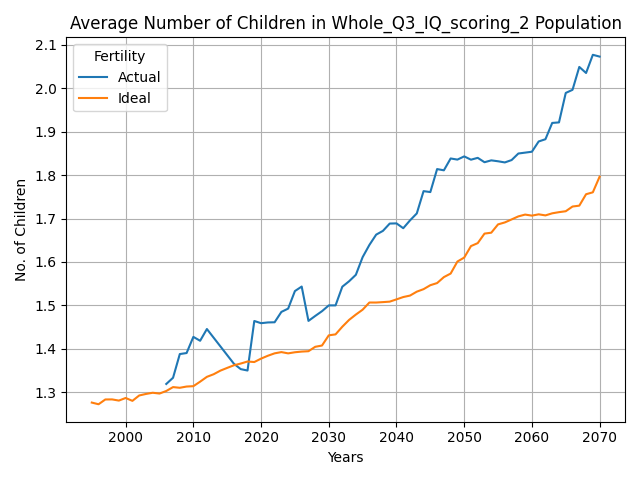 Average Number of Children in Whole_Q3_IQ_scoring_2 Population
Fertility
Actual
Ideal
No. of Children
2.1
2.0
1.9
1.8
1.7
1.6
1.5
1.4
1.3
2000 2010 2020 2030 2040 2050 2060 2070
Years